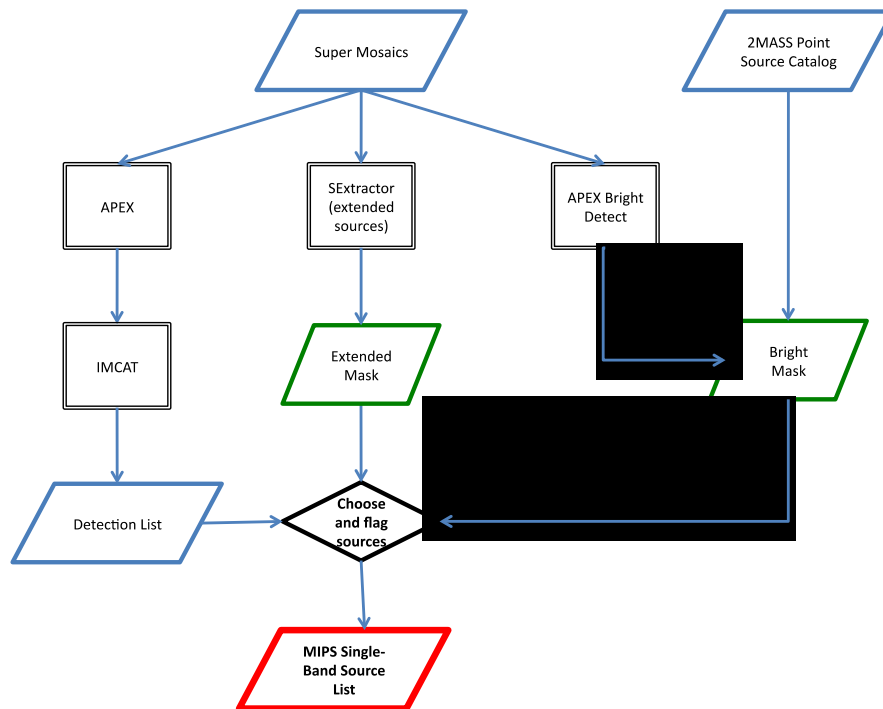 Super Mosaics
2MASS Point
Source Catalog
APEX
SExtractor
(extended
sources)
APEX Bright
Detect
IMCAT
Extended
Mask
Bright
Mask
Detection List
Choose
and flag
sources
MIPS Single-
Band Source
List